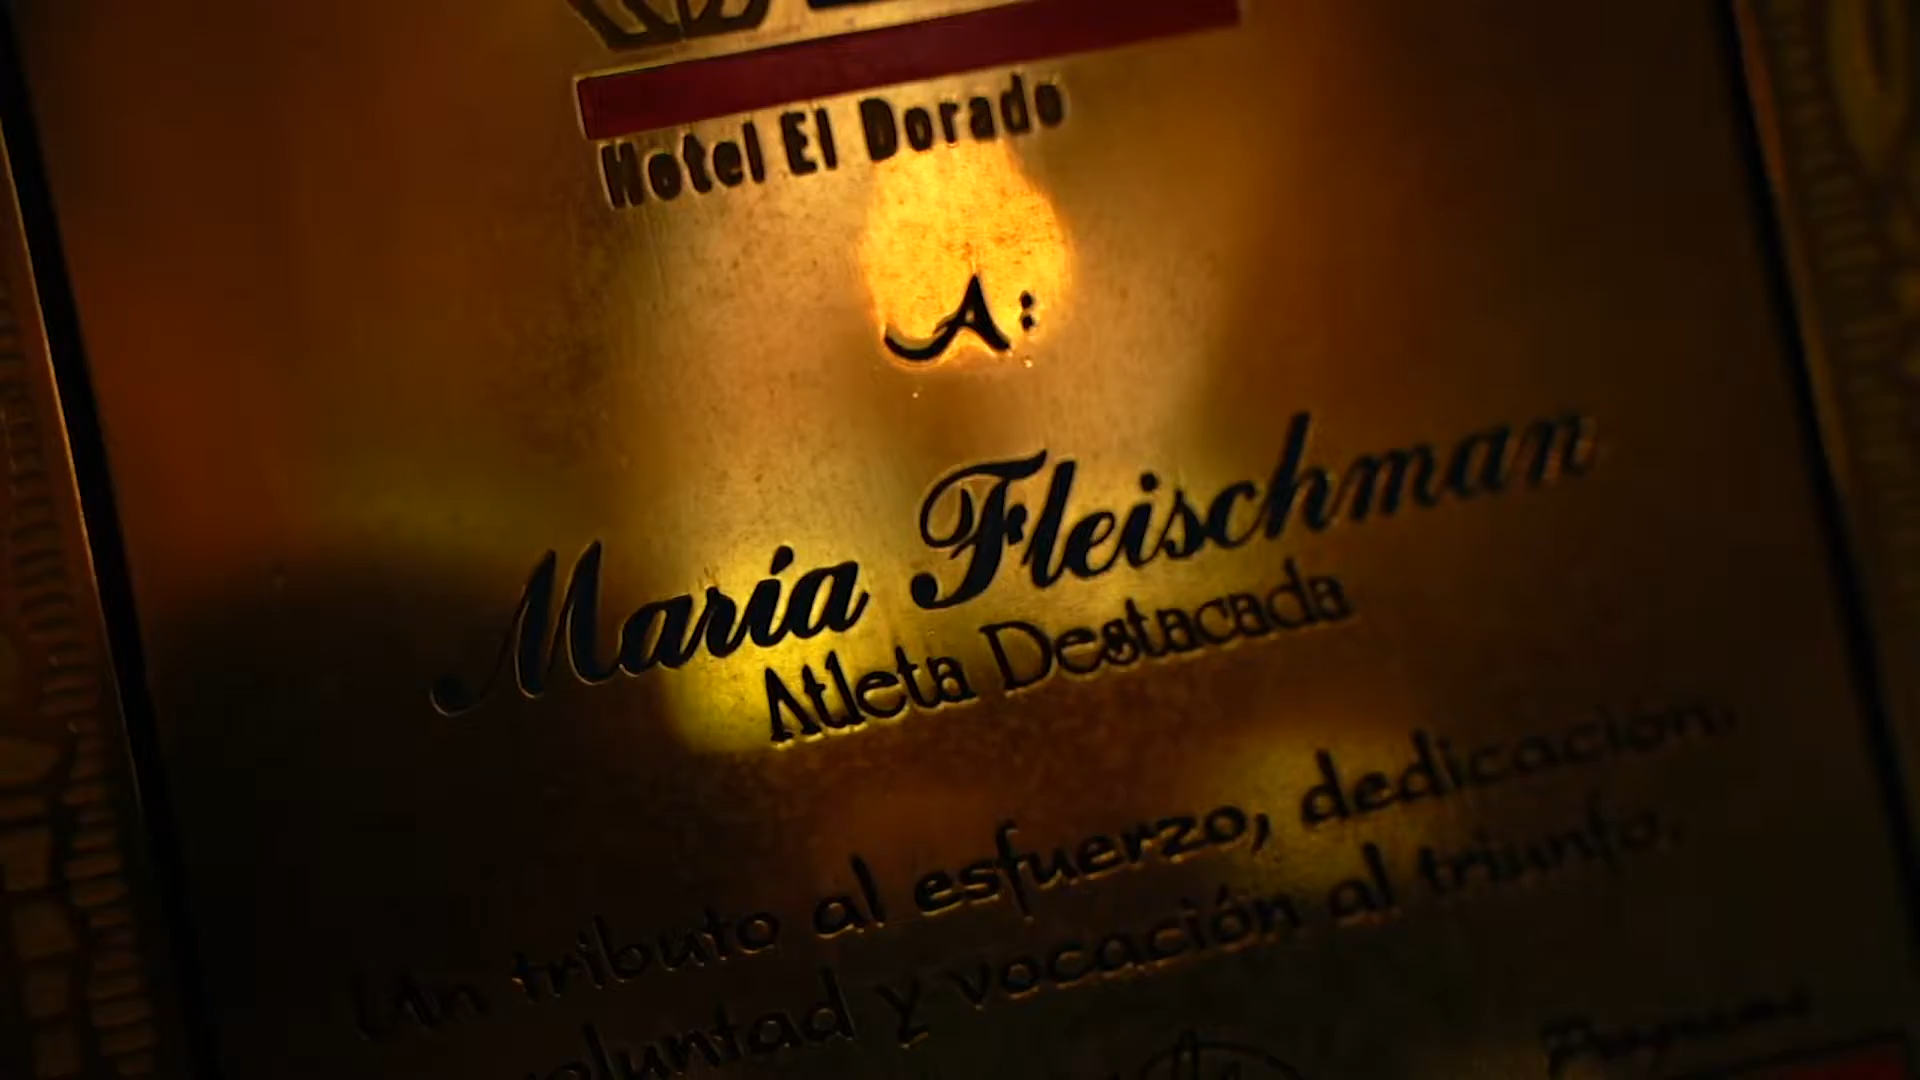 Hotel El Dorado
A:
María Fleischman
Atleta Destacada
Un tributo al esfuerzo, dedicación,
voluntad y vocación al triunfo.